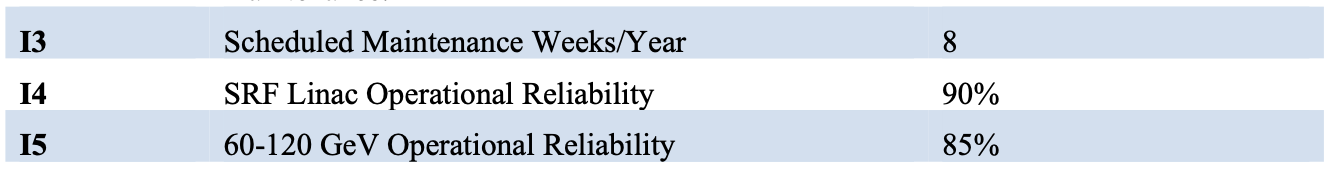 I3 Scheduled Maintenance Weeks/Year 8
I4 SRF Linac Operational Reliability 90%
I5 60-120 GeV Operational Reliability 85%